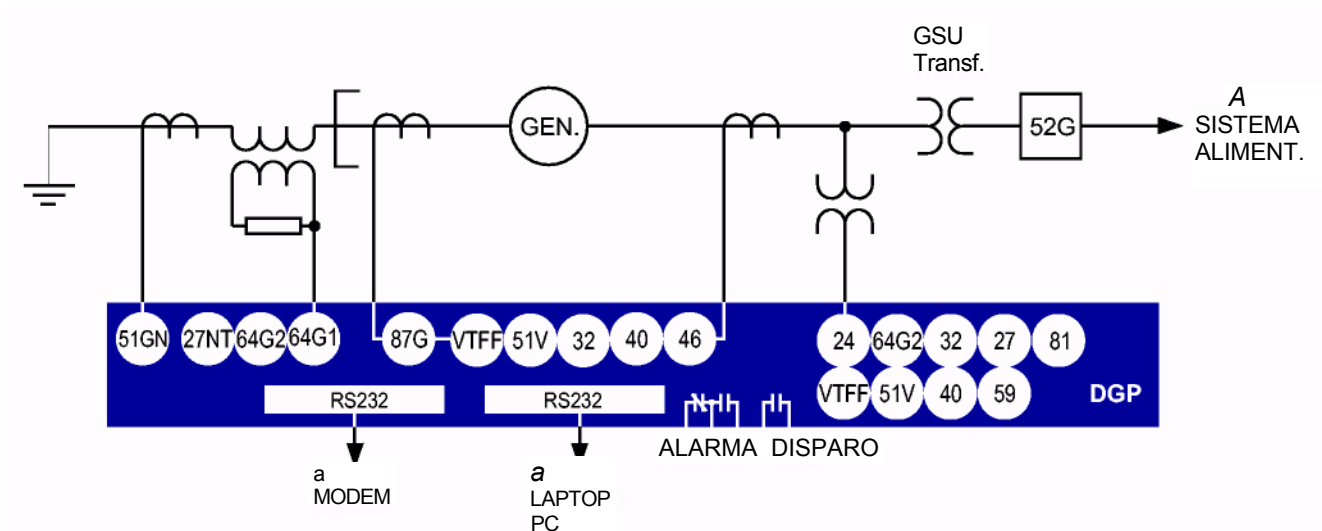 GSU
Transf.
GEN.
52G
A
SISTEMA
ALIMENT.
51GN
27NT
64G2
64G1
87G
VTFF
51V
32
40
46
24
64G2
32
27
81
VTFF
51V
40
59
DGP
RS232
RS232
ALARMA
DISPARO
a
MODEM
a
LAPTOP
PC